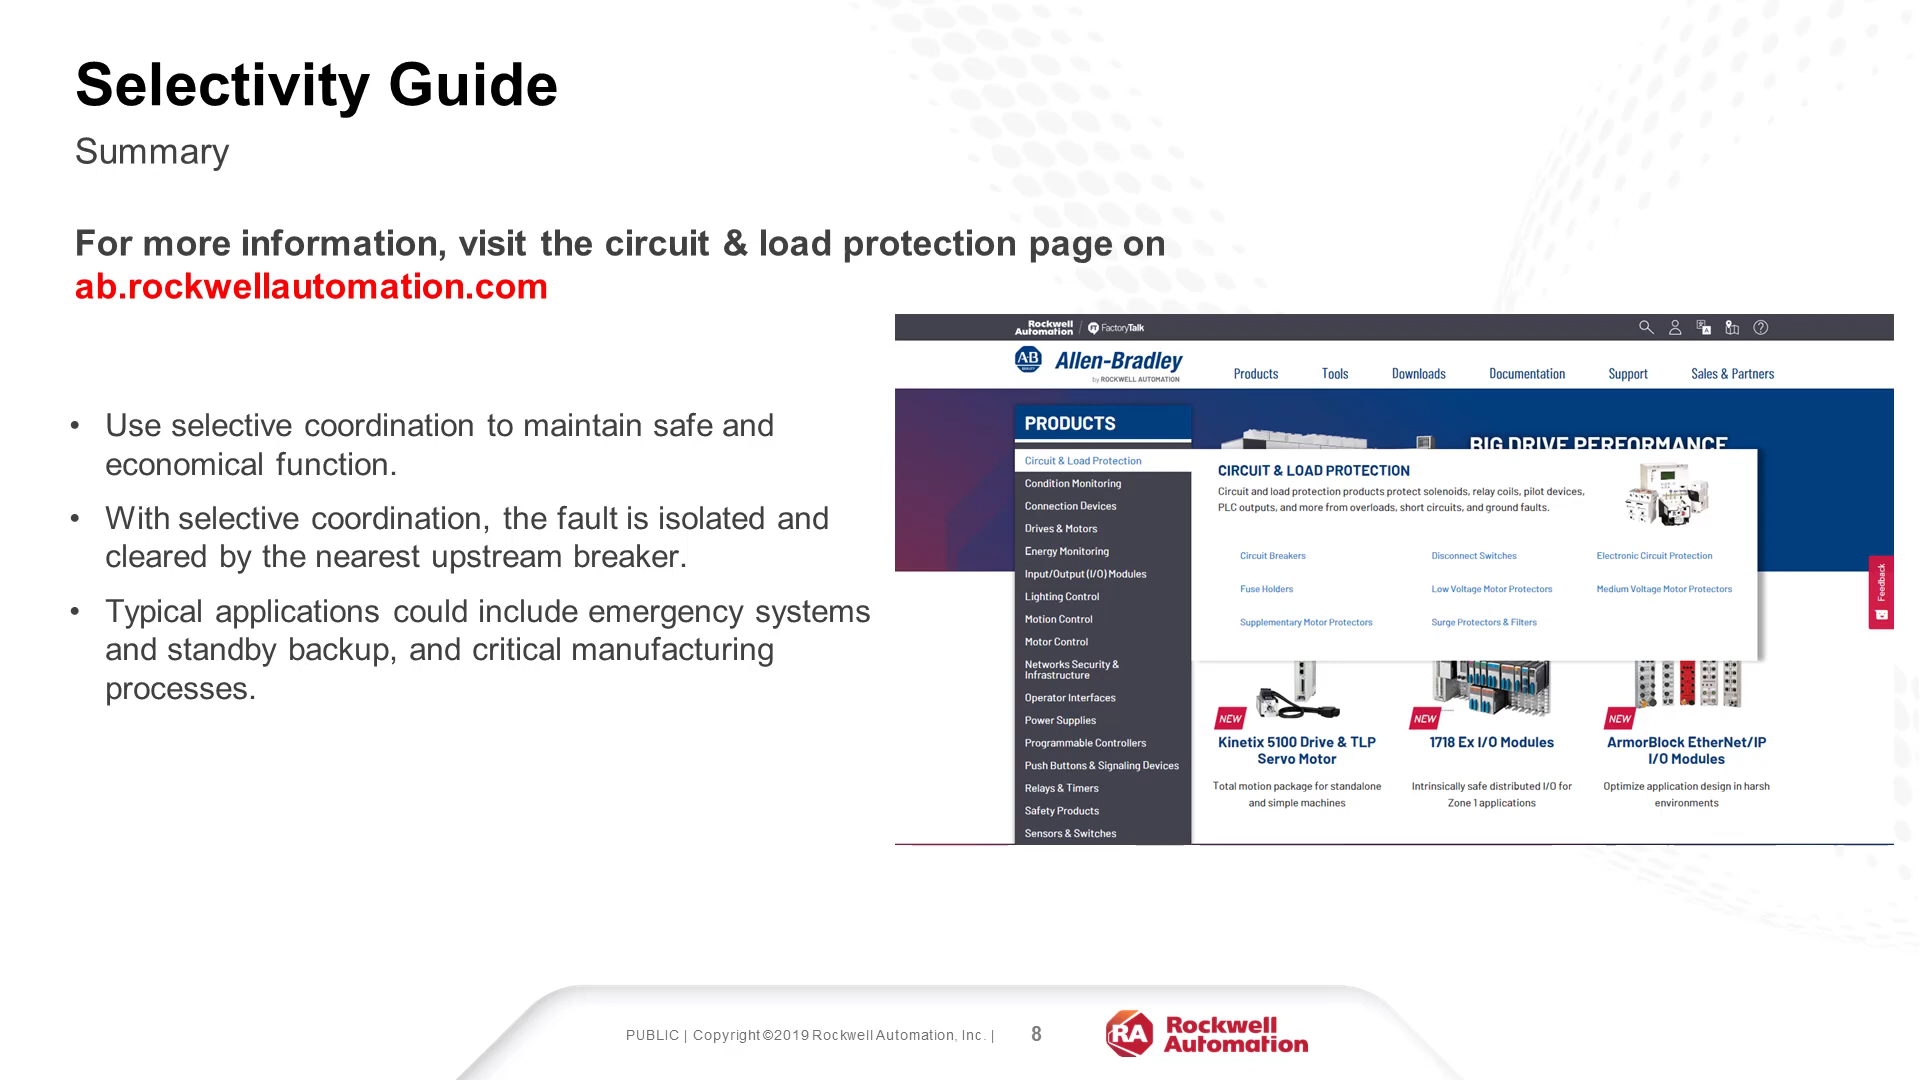 Selectivity Guide
Summary
For more information, visit the circuit & load protection page on
ab.rockwellautomation.com
• Use selective coordination to maintain safe and
economical function.
• With selective coordination, the fault is isolated and
cleared by the nearest upstream breaker.
• Typical applications could include emergency systems
and standby backup, and critical manufacturing
processes.
Rockwell
Automation
FactoryTalk
Allen-Bradley
by ROCKWELL AUTOMATION
Products Tools Downloads Documentation Support Sales & Partners
PRODUCTS
Circuit & Load Protection
Condition Monitoring
Connection Devices
Drives & Motors
Energy Monitoring
Input/Output (I/O) Modules
Lighting Control
Motion Control
Motor Control
Networks Security &
Infrastructure
Operator Interfaces
Power Supplies
Programmable Controllers
Push Buttons & Signaling Devices
Relays & Timers
Safety Products
Sensors & Switches
BIG DRIVE PERFORMANCE
CIRCUIT & LOAD PROTECTION
Circuit and load protection products protect solenoids, relay coils, pilot devices,
PLC outputs, and more from overloads, short circuits, and ground faults.
Circuit Breakers Disconnect Switches Electronic Circuit Protection
Fuse Holders Low Voltage Motor Protectors Medium Voltage Motor Protectors
Supplementary Motor Protectors Surge Protectors & Filters
Feedback
NEW NEW NEW
Kinetix 5100 Drive & TLP
Servo Motor
Total motion package for standalone
and simple machines
1718 Ex I/O Modules
Intrinsically safe distributed I/O for
Zone 1 applications
ArmorBlock EtherNet/IP
I/O Modules
Optimize application design in harsh
environments
PUBLIC | Copyright ©2019 Rockwell Automation, Inc. | 8
RA
Rockwell
Automation